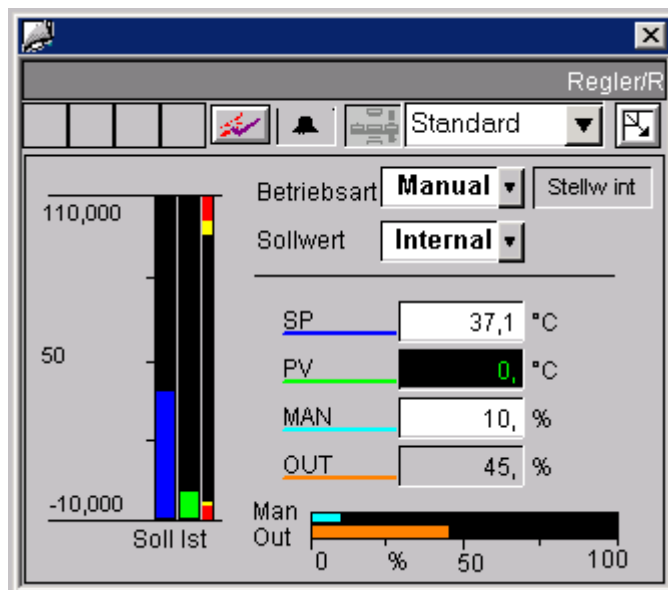 Regler/R
Standard
Betriebsart Manual Stellw int
Sollwert Internal
110,000
50
-10,000
Soll Ist
SP 37,1 °C
PV 0, °C
MAN 10, %
OUT 45, %
Man
Out
0 % 50 100